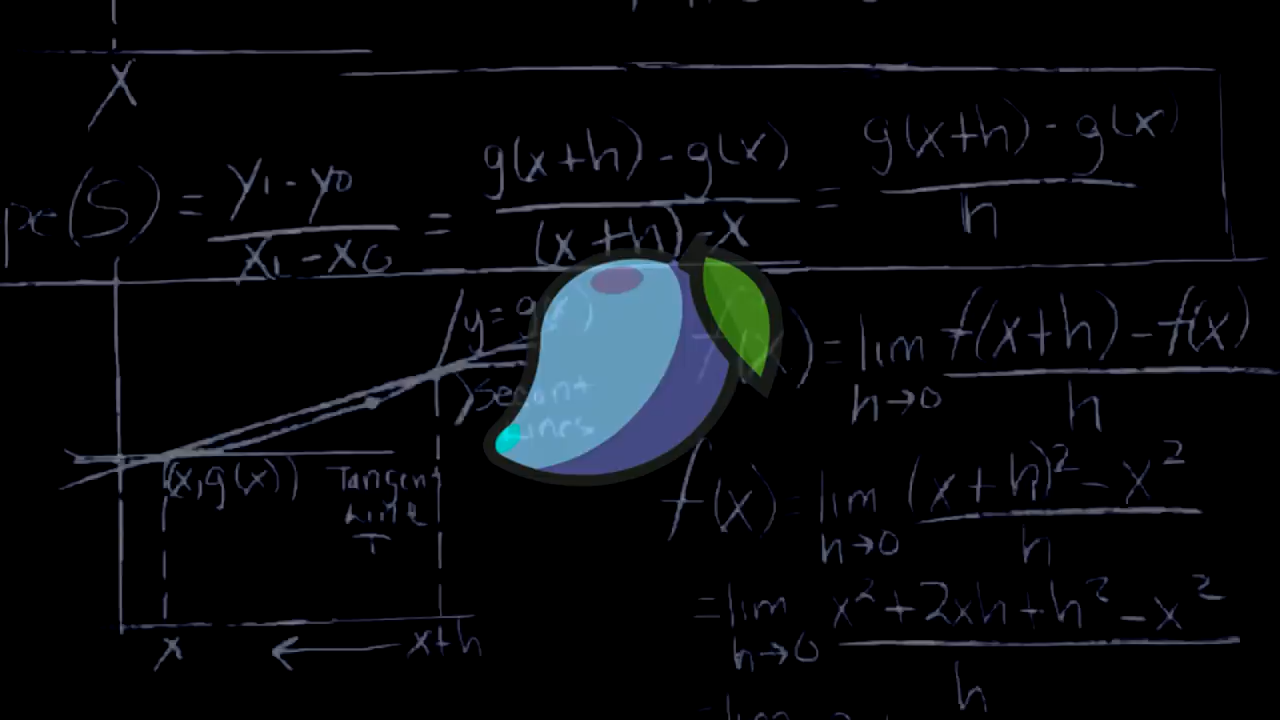 x
(S) = y₁ - y₀ / x₁ - x₀ = g(x+h) - g(x) / (x+h) - x = g(x+h) - g(x) / h
y = g(x)
Secant
Lines
(x, g(x))
Tangent
Line
T
x ← x+h
f(x) = lim h→0 f(x+h) - f(x) / h
f(x) = lim h→0 (x+h)² - x² / h
= lim h→0 x² + 2xh + h² - x² / h
= lim